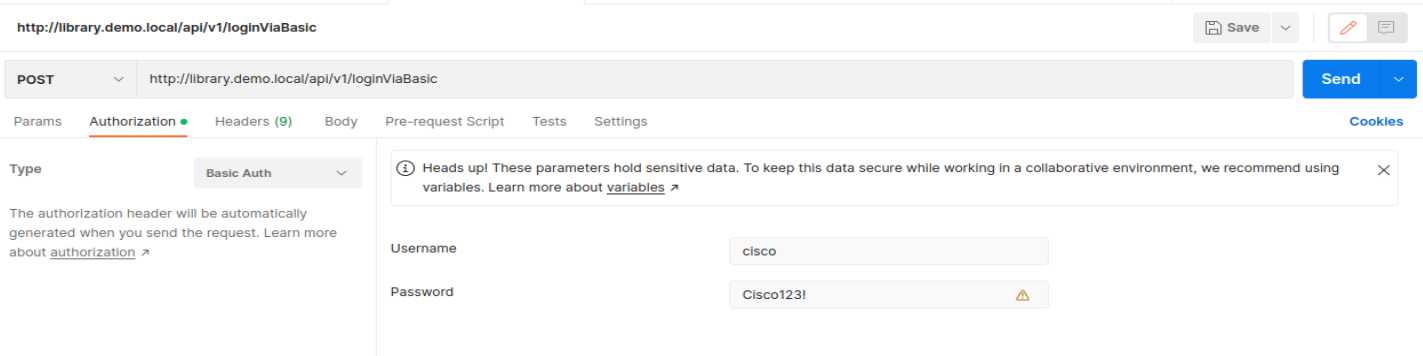 http://library.demo.local/api/v1/loginViaBasic
Save
POST
http://library.demo.local/api/v1/loginViaBasic
Send
Params
Authorization
Headers (9)
Body
Pre-request Script
Tests
Settings
Cookies
Type
Basic Auth
The authorization header will be automatically
generated when you send the request. Learn more
about authorization ↗
Heads up! These parameters hold sensitive data. To keep this data secure while working in a collaborative environment, we recommend using
variables. Learn more about variables ↗
Username
cisco
Password
Cisco123!